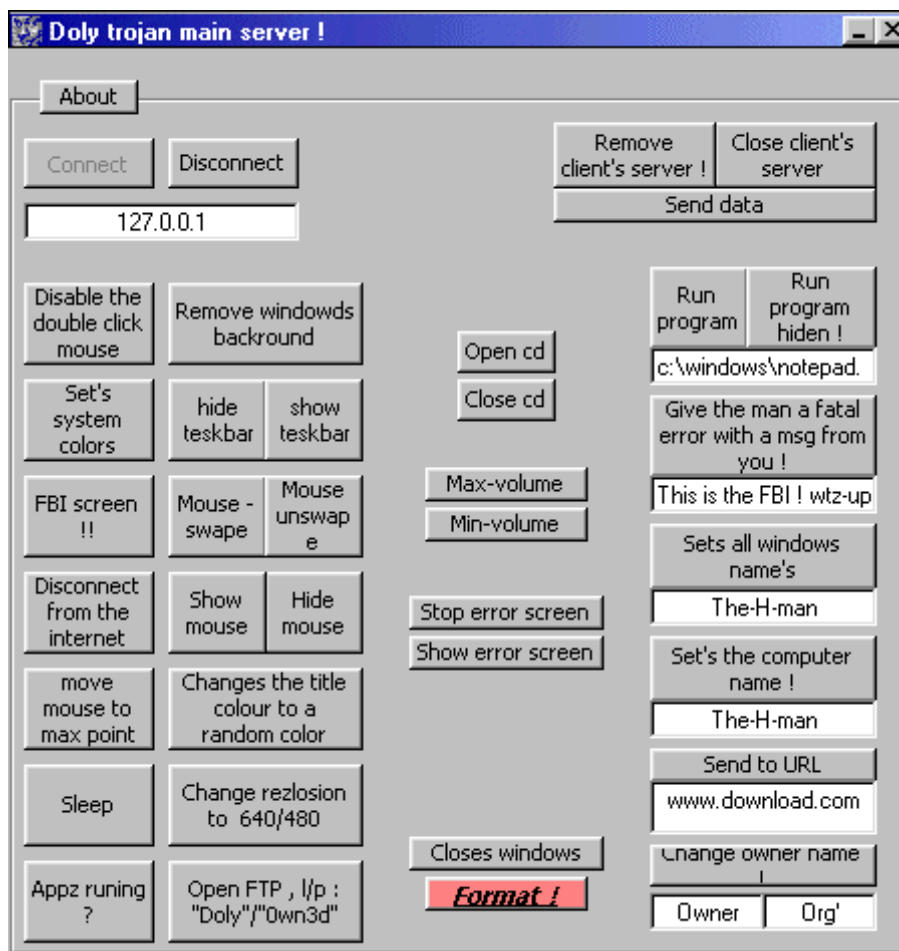 Doly trojan main server !
About
Connect
Disconnect
127.0.0.1
Remove
client's server !
Close client's
server
Send data
Disable the
double click
mouse
Remove windowds
backround
Set's
system
colors
hide
teskbar
show
teskbar
FBI screen
!!
Mouse -
swape
Mouse
unswap
e
Disconnect
from the
internet
Show
mouse
Hide
mouse
move
mouse to
max point
Changes the title
colour to a
random color
Sleep
Change rezlosion
to 640/480
Appz runing
?
Open FTP , l/p :
"Doly"/"0wn3d"
Open cd
Close cd
Max-volume
Min-volume
Stop error screen
Show error screen
Closes windows
Format !
Run
program
Run
program
hiden !
c:\windows\notepad.
Give the man a fatal
error with a msg from
you !
This is the FBI ! wtz-up
Sets all windows
name's
The-H-man
Set's the computer
name !
The-H-man
Send to URL
www.download.com
Change owner name
!
Owner
Org'